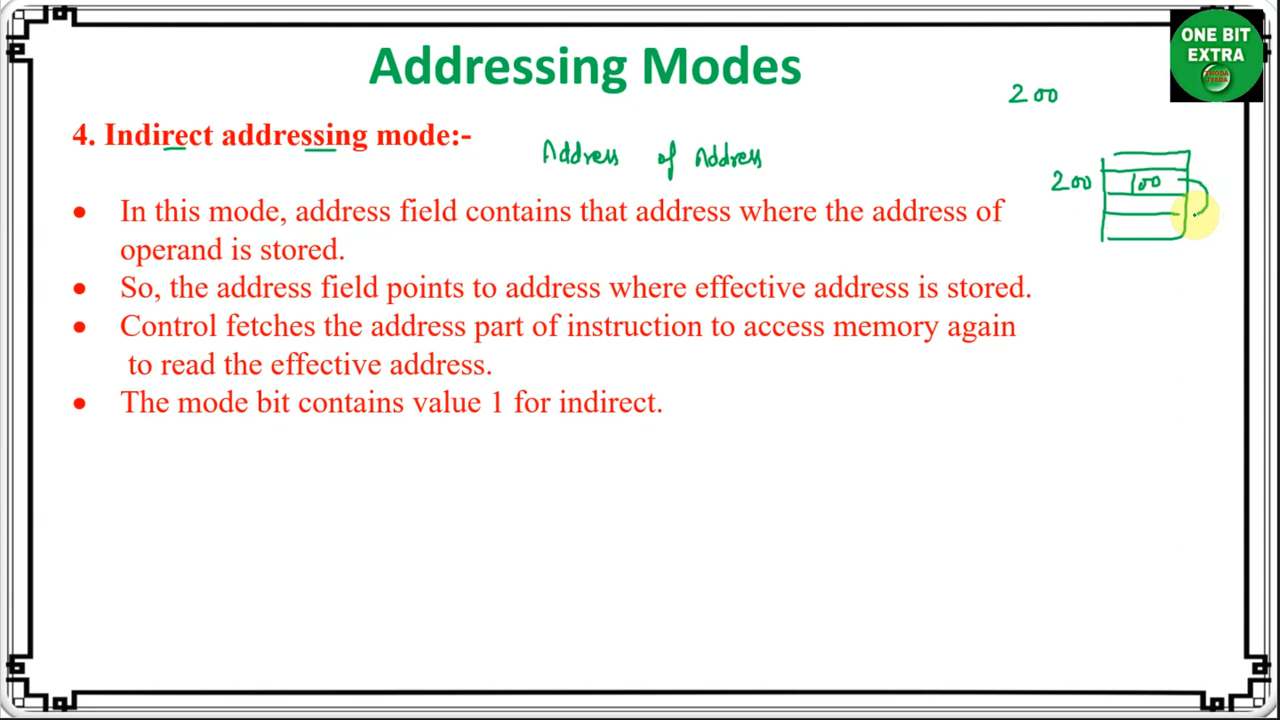 Addressing Modes
ONE BIT
EXTRA
THODA
JYADA
200
4. Indirect addressing mode:-
Address of Address
200 100
• In this mode, address field contains that address where the address of
operand is stored.
• So, the address field points to address where effective address is stored.
• Control fetches the address part of instruction to access memory again
to read the effective address.
• The mode bit contains value 1 for indirect.